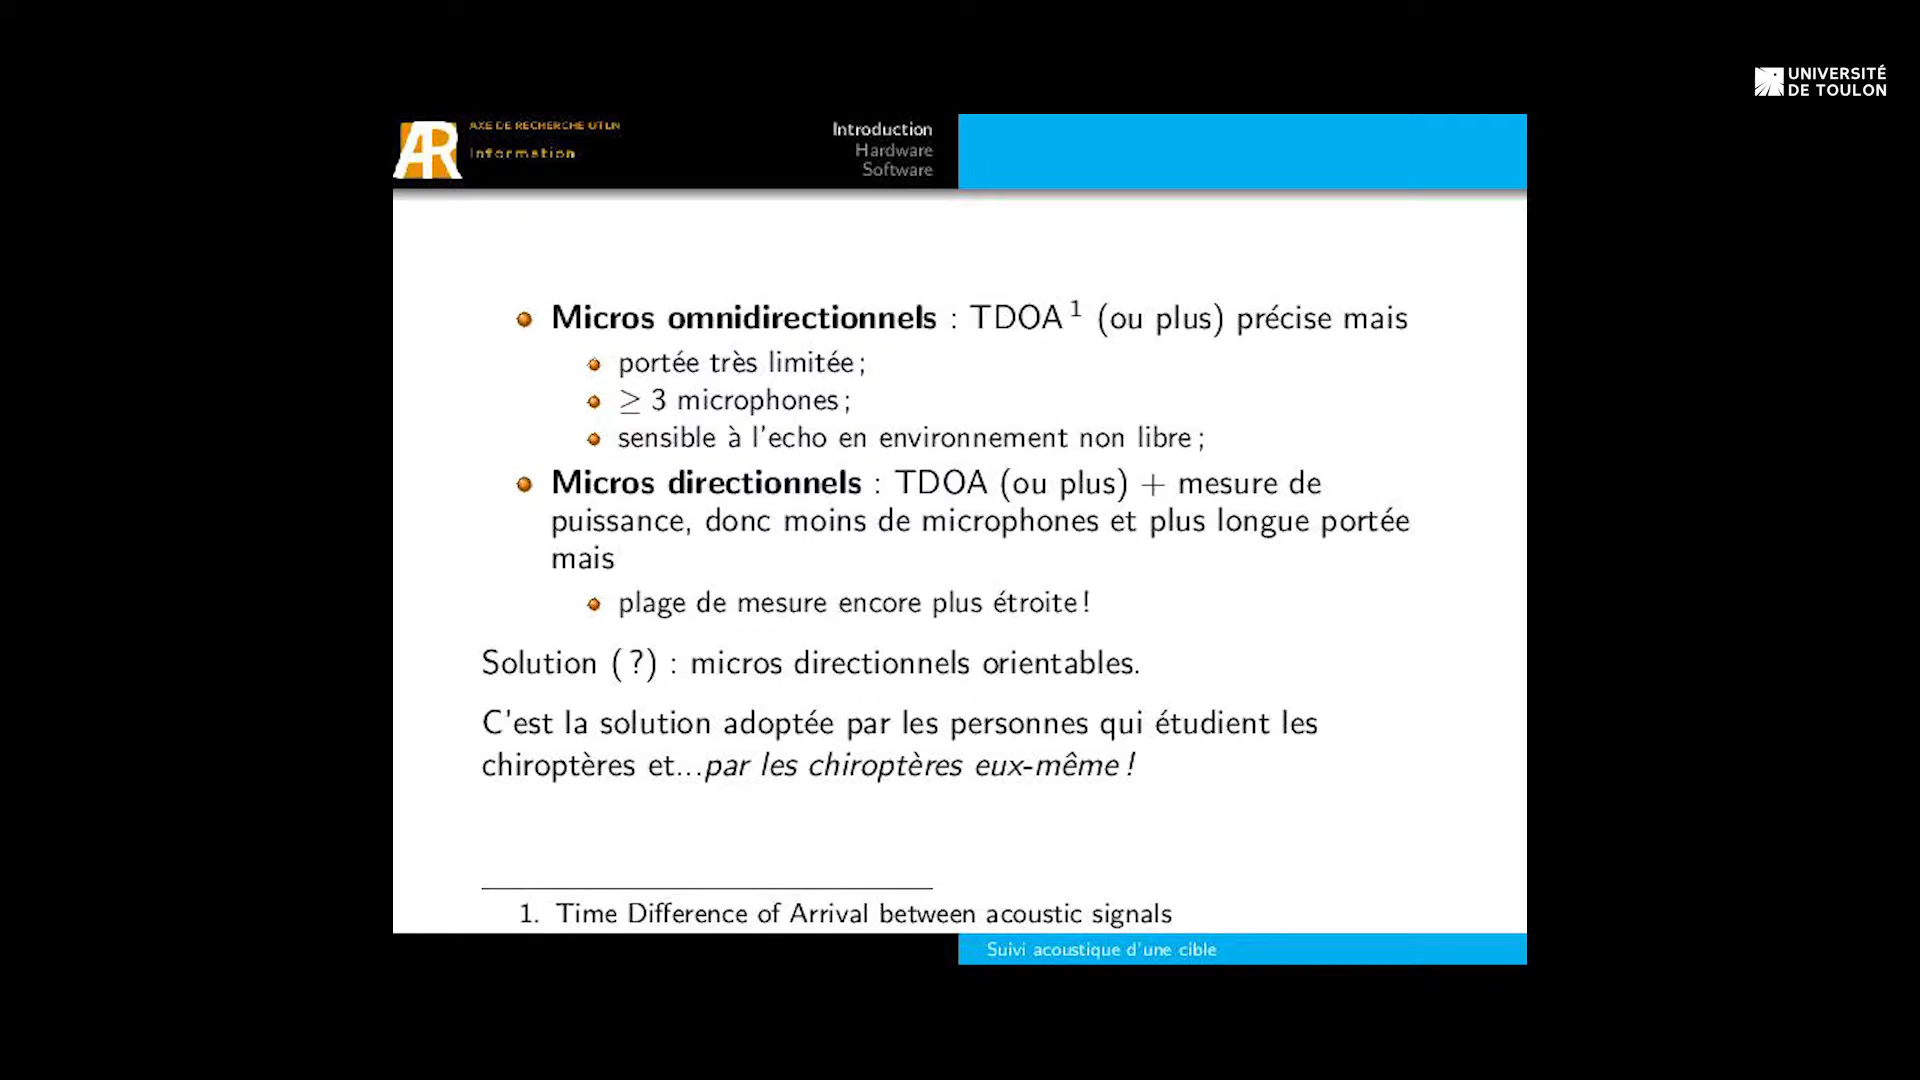 UNIVERSITÉ
DE TOULON
AXE DE RECHERCHE UTLN
Information
Introduction
Hardware
Software
Micros omnidirectionnels : TDOA 1 (ou plus) précise mais
portée très limitée ;
≥ 3 microphones ;
sensible à l'echo en environnement non libre ;
Micros directionnels : TDOA (ou plus) + mesure de
puissance, donc moins de microphones et plus longue portée
mais
plage de mesure encore plus étroite !
Solution (?) : micros directionnels orientables.
C'est la solution adoptée par les personnes qui étudient les
chiroptères et...par les chiroptères eux-même !
1. Time Difference of Arrival between acoustic signals
Suivi acoustique d'une cible